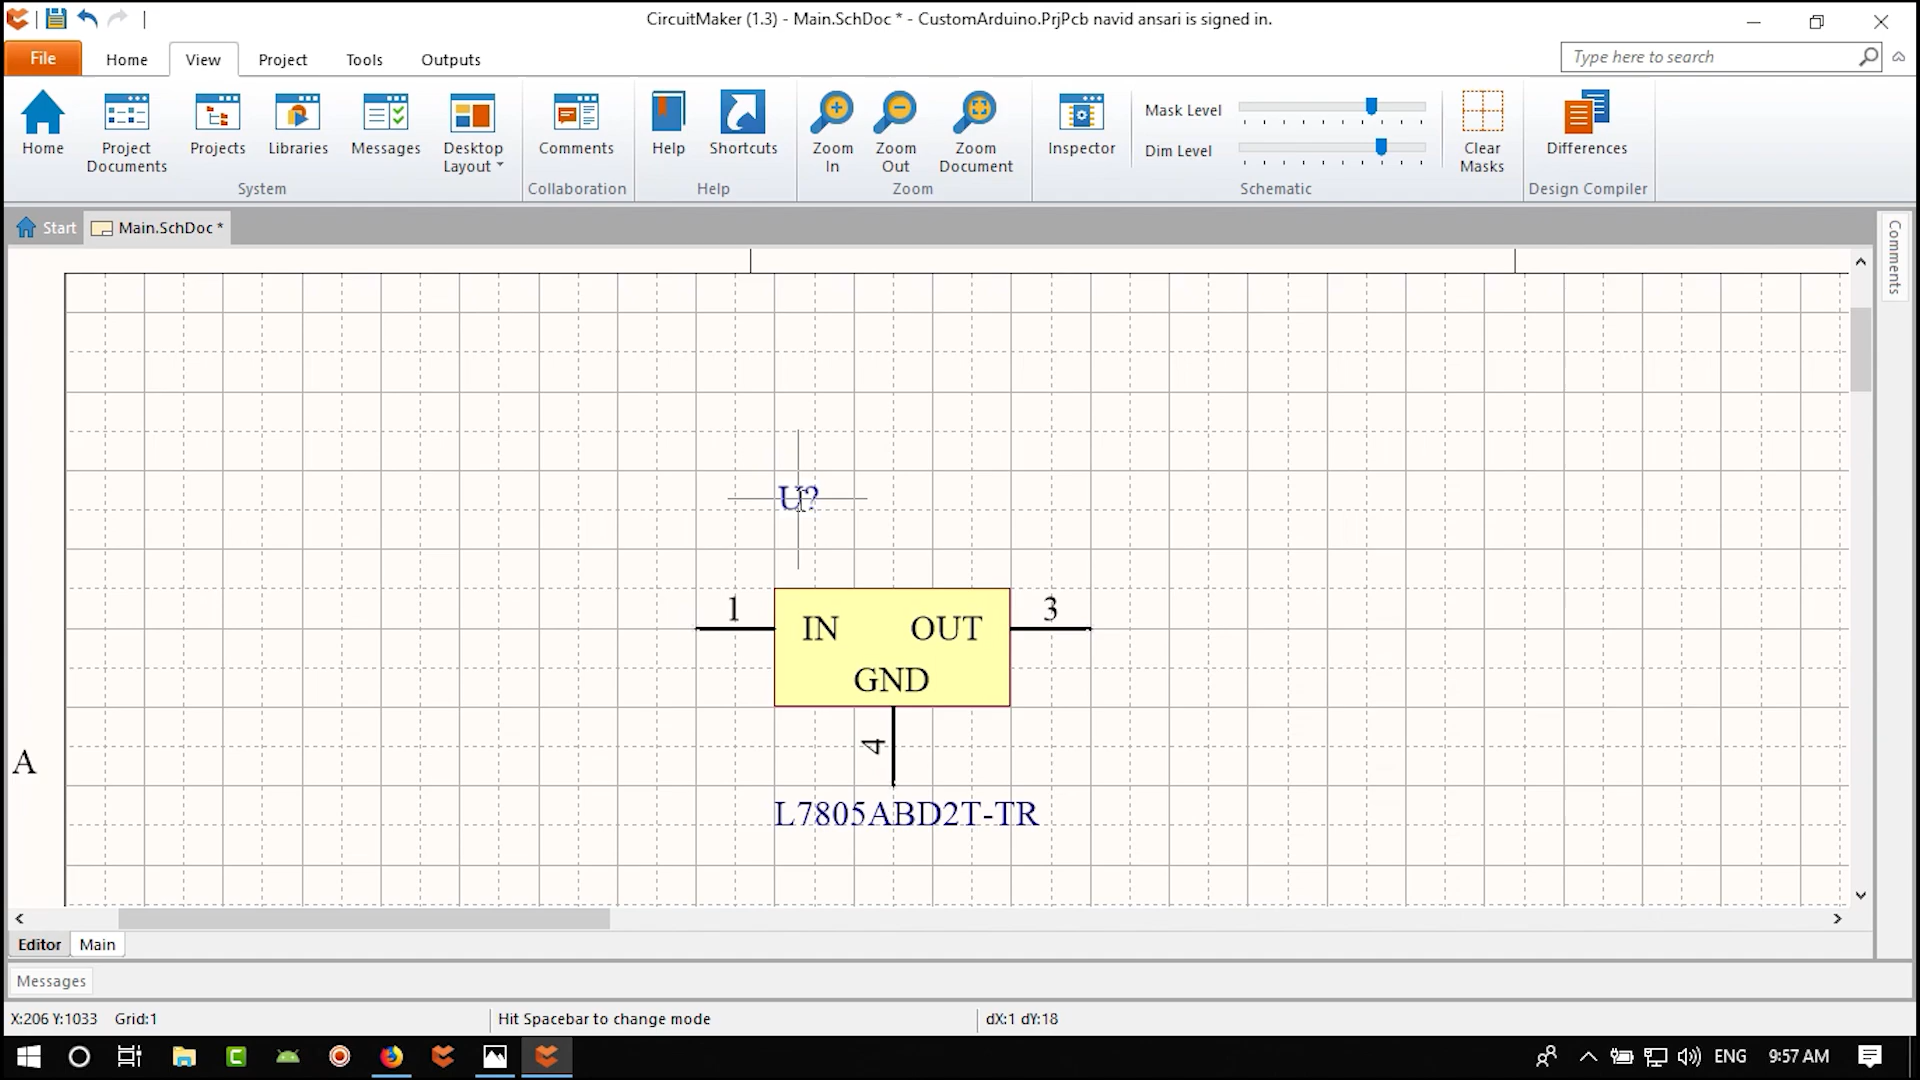 CircuitMaker (1.3) - Main.SchDoc * - CustomArduino.PrjPcb navid ansari is signed in.
File Home View Project Tools Outputs
Type here to search
Home
Project Documents
Projects
Libraries
Messages
Desktop Layout
System
Comments
Collaboration
Help
Shortcuts
Help
Zoom In
Zoom Out
Zoom Document
Zoom
Inspector
Mask Level
Dim Level
Clear Masks
Schematic
Differences
Design Compiler
Start Main.SchDoc *
Comments
U?
1 3
IN OUT
GND
4
A
L7805ABD2T-TR
Editor Main
Messages
X:206 Y:1033 Grid:1 Hit Spacebar to change mode dX:1 dY:18
ENG 9:57 AM